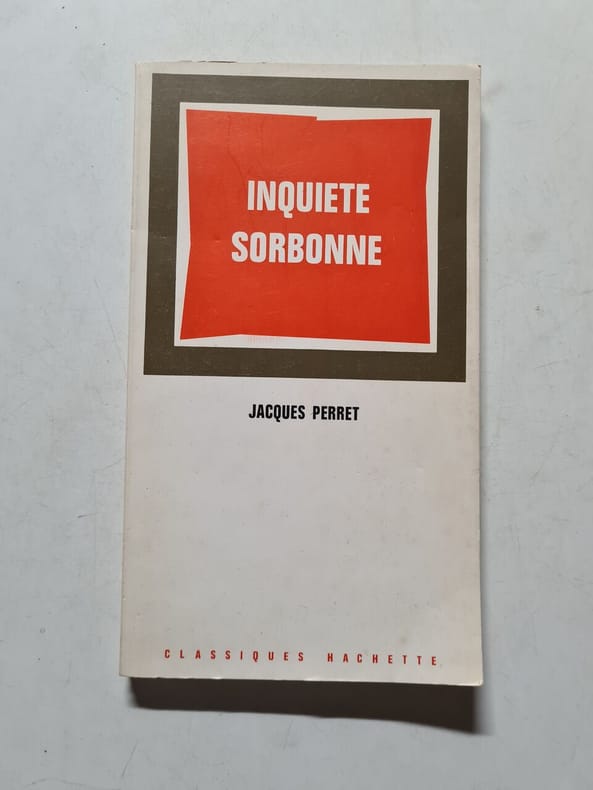 INQUIETE
SORBONNE
JACQUES PERRET
CLASSIQUES HACHETTE